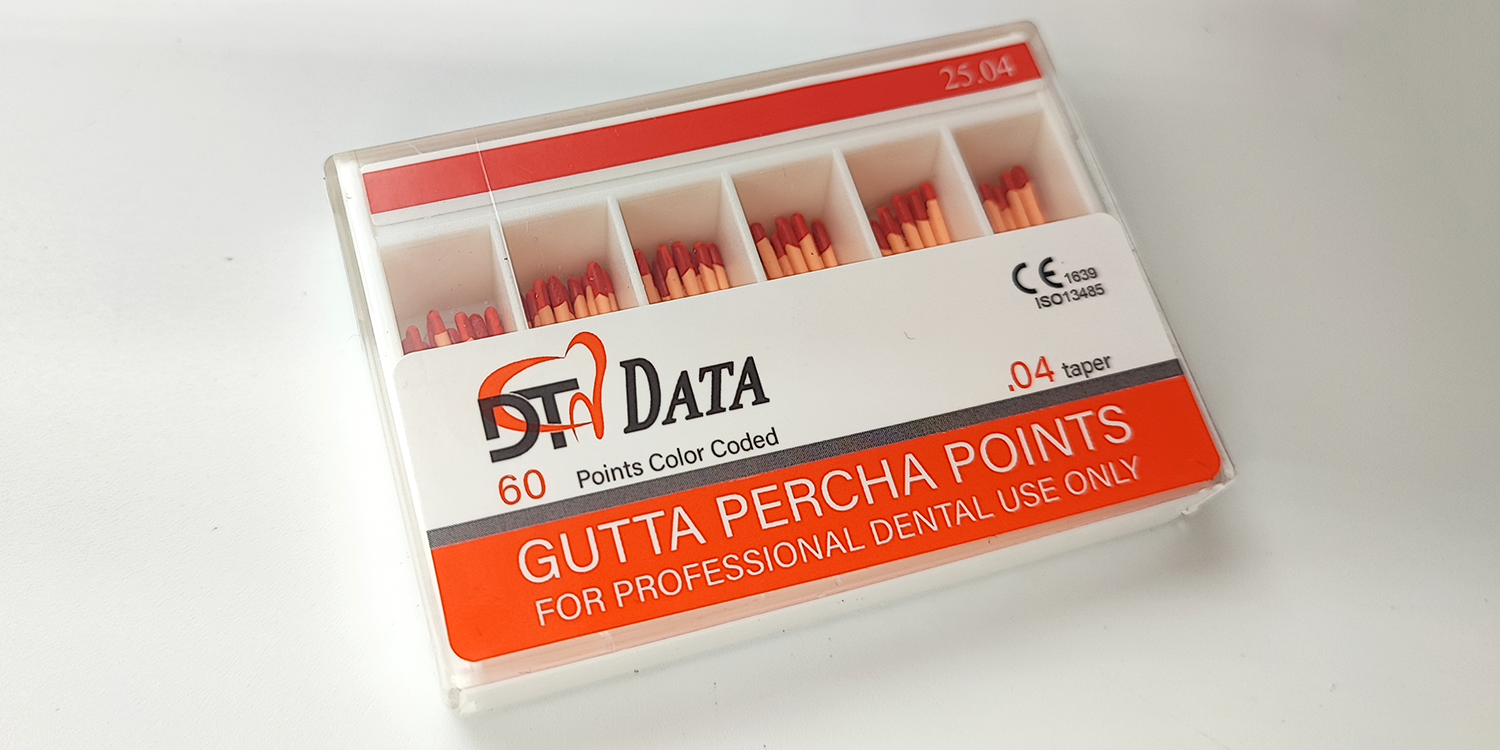 25.04
CE 1639
ISO13485
DT DATA
.04 taper
60 Points Color Coded
GUTTA PERCHA POINTS
FOR PROFESSIONAL DENTAL USE ONLY